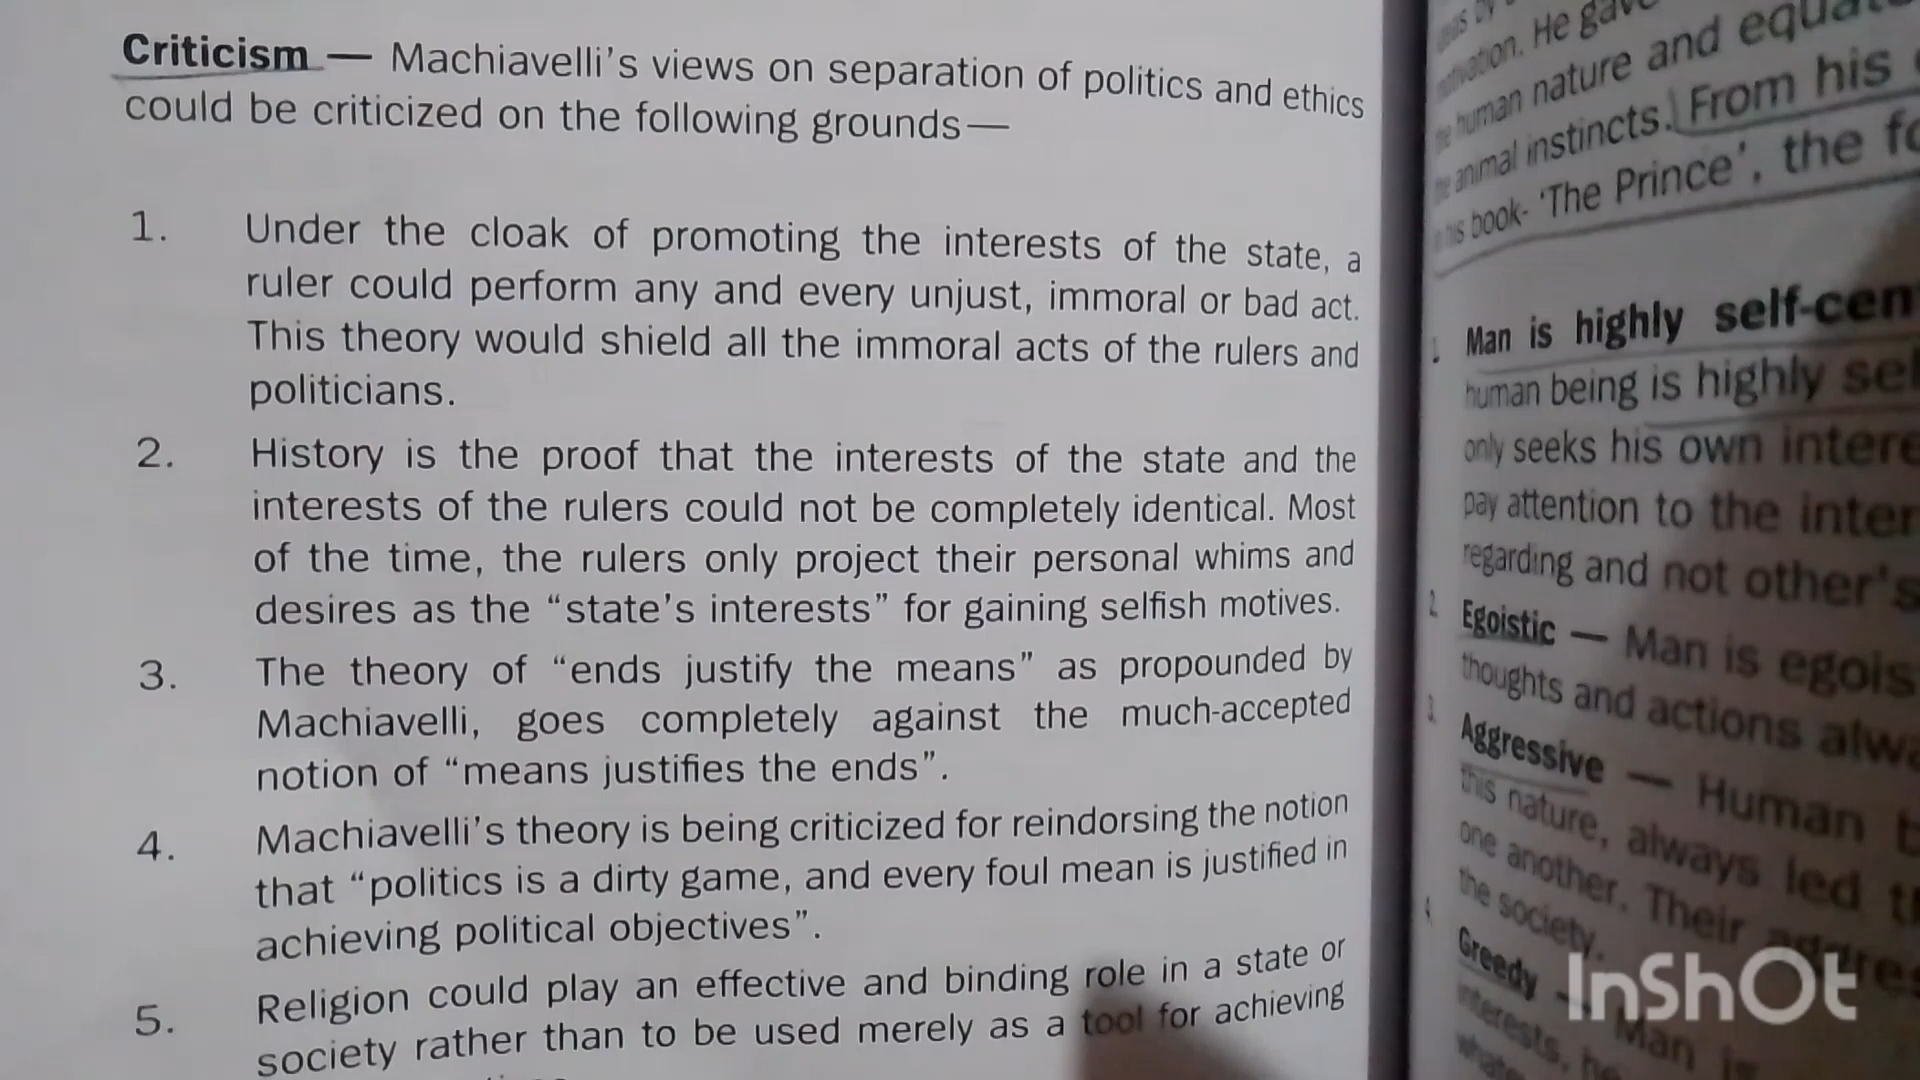 Criticism — Machiavelli's views on separation of politics and ethics
could be criticized on the following grounds—
1. Under the cloak of promoting the interests of the state, a
ruler could perform any and every unjust, immoral or bad act.
This theory would shield all the immoral acts of the rulers and
politicians.
2. History is the proof that the interests of the state and the
interests of the rulers could not be completely identical. Most
of the time, the rulers only project their personal whims and
desires as the “state's interests” for gaining selfish motives.
3. The theory of “ends justify the means” as propounded by
Machiavelli, goes completely against the much-accepted
notion of “means justifies the ends”.
4. Machiavelli's theory is being criticized for reindorsing the notion
that “politics is a dirty game, and every foul mean is justified in
achieving political objectives”.
5. Religion could play an effective and binding role in a state or
society rather than to be used merely as a tool for achieving
He gave
human nature and
animal instincts. From his
his book- 'The Prince', the
Man is highly
human being is highly
only seeks his own
pay attention to the
regarding and not other's
2. Egoistic — Man is
thoughts and actions
3. Aggressive — Human
this nature, always led
one another. Their
the society.
4. Greedy — Man is
interests,
InShOt